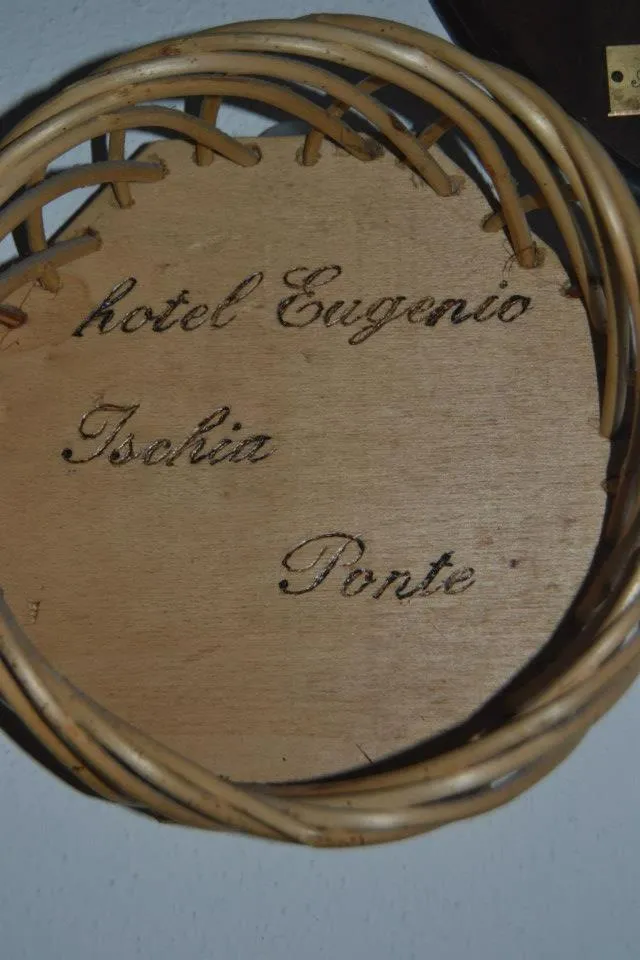 hotel Eugenio
Ischia
Ponte